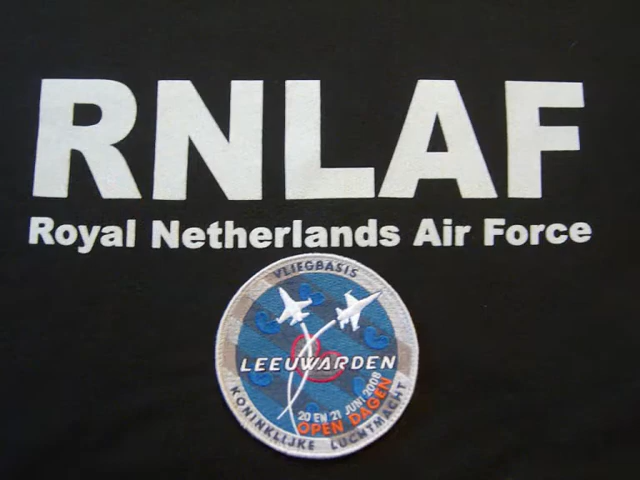 RNLAF
Royal Netherlands Air Force
VLIEGBASIS
LEEUWARDEN
20 EN 21 JUNI 2008
OPEN DAGEN
KONINKLIJKE LUCHTMACHT